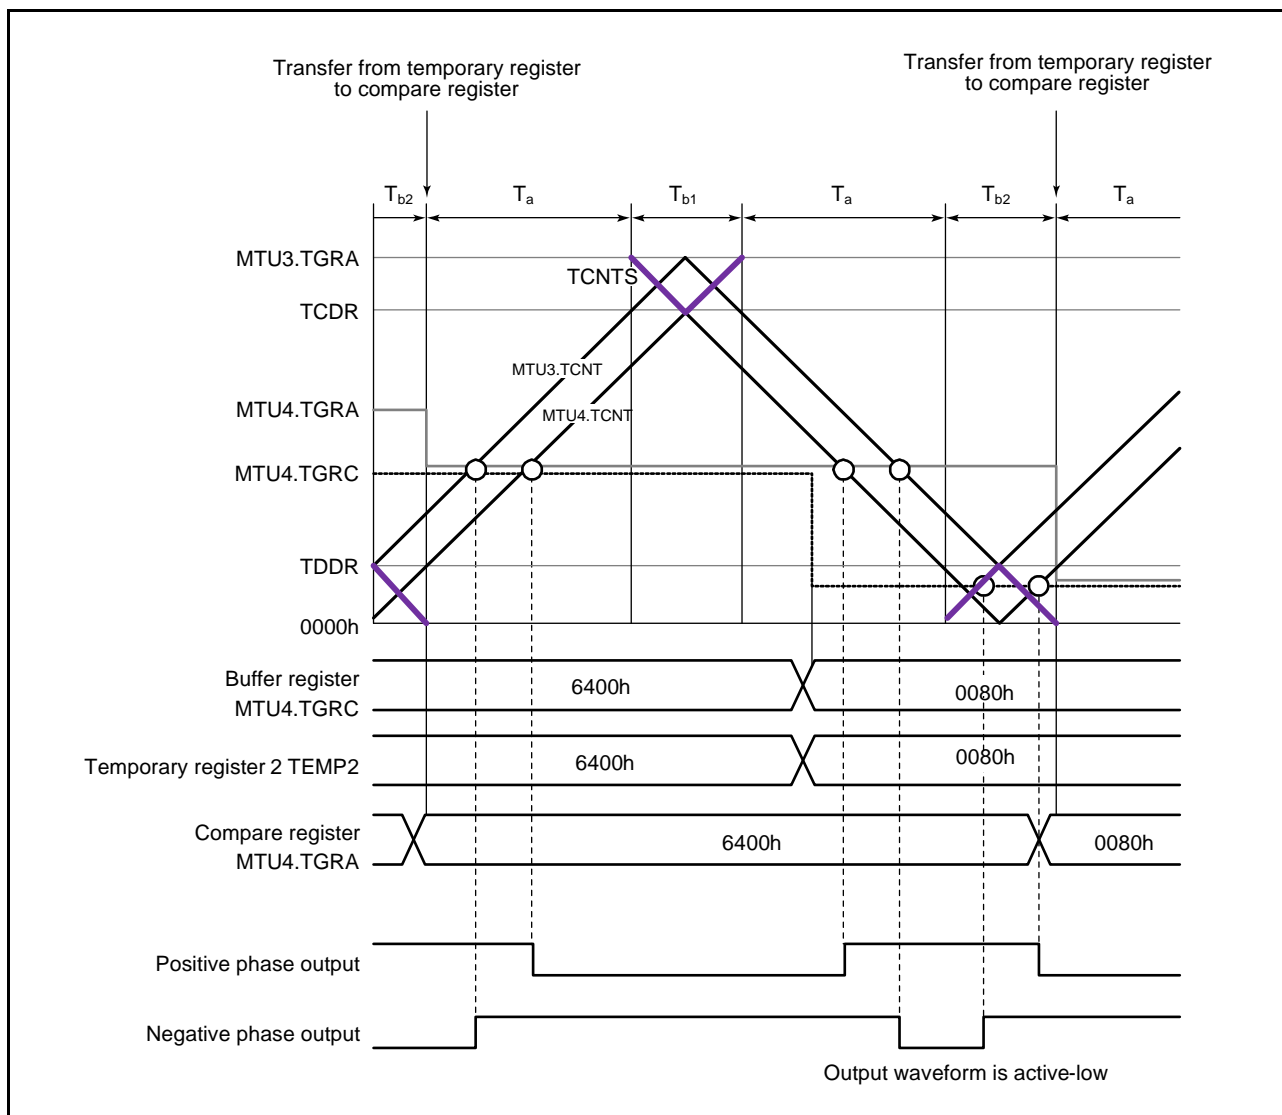 Transfer from temporary register
to compare register
Transfer from temporary register
to compare register
Tb2
Ta
Tb1
Ta
Tb2
Ta
MTU3.TGRA
TCNTS
TCDR
MTU3.TCNT
MTU4.TGRA
MTU4.TCNT
MTU4.TGRC
TDDR
0000h
Buffer register
MTU4.TGRC
6400h
0080h
Temporary register 2 TEMP2
6400h
0080h
Compare register
MTU4.TGRA
6400h
0080h
Positive phase output
Negative phase output
Output waveform is active-low